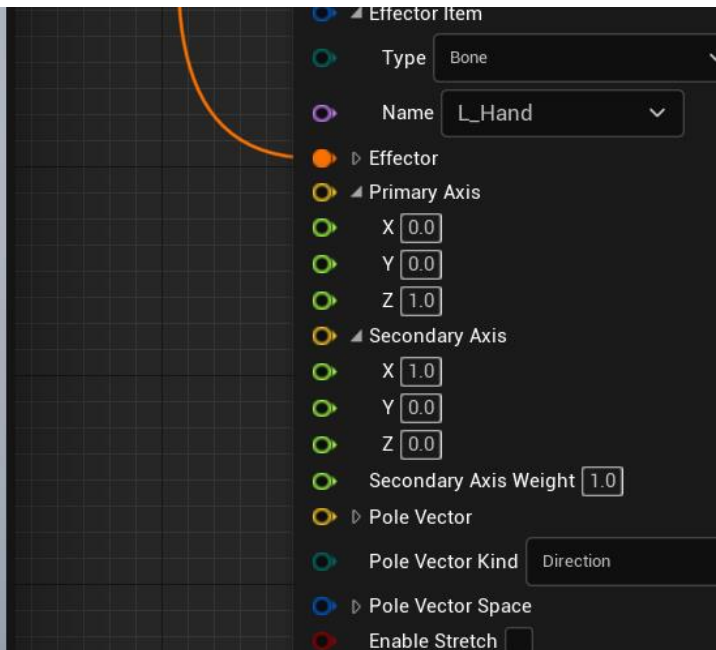 Effector Item
Type Bone
Name L_Hand
Effector
Primary Axis
X 0.0
Y 0.0
Z 1.0
Secondary Axis
X 1.0
Y 0.0
Z 0.0
Secondary Axis Weight 1.0
Pole Vector
Pole Vector Kind Direction
Pole Vector Space
Enable Stretch